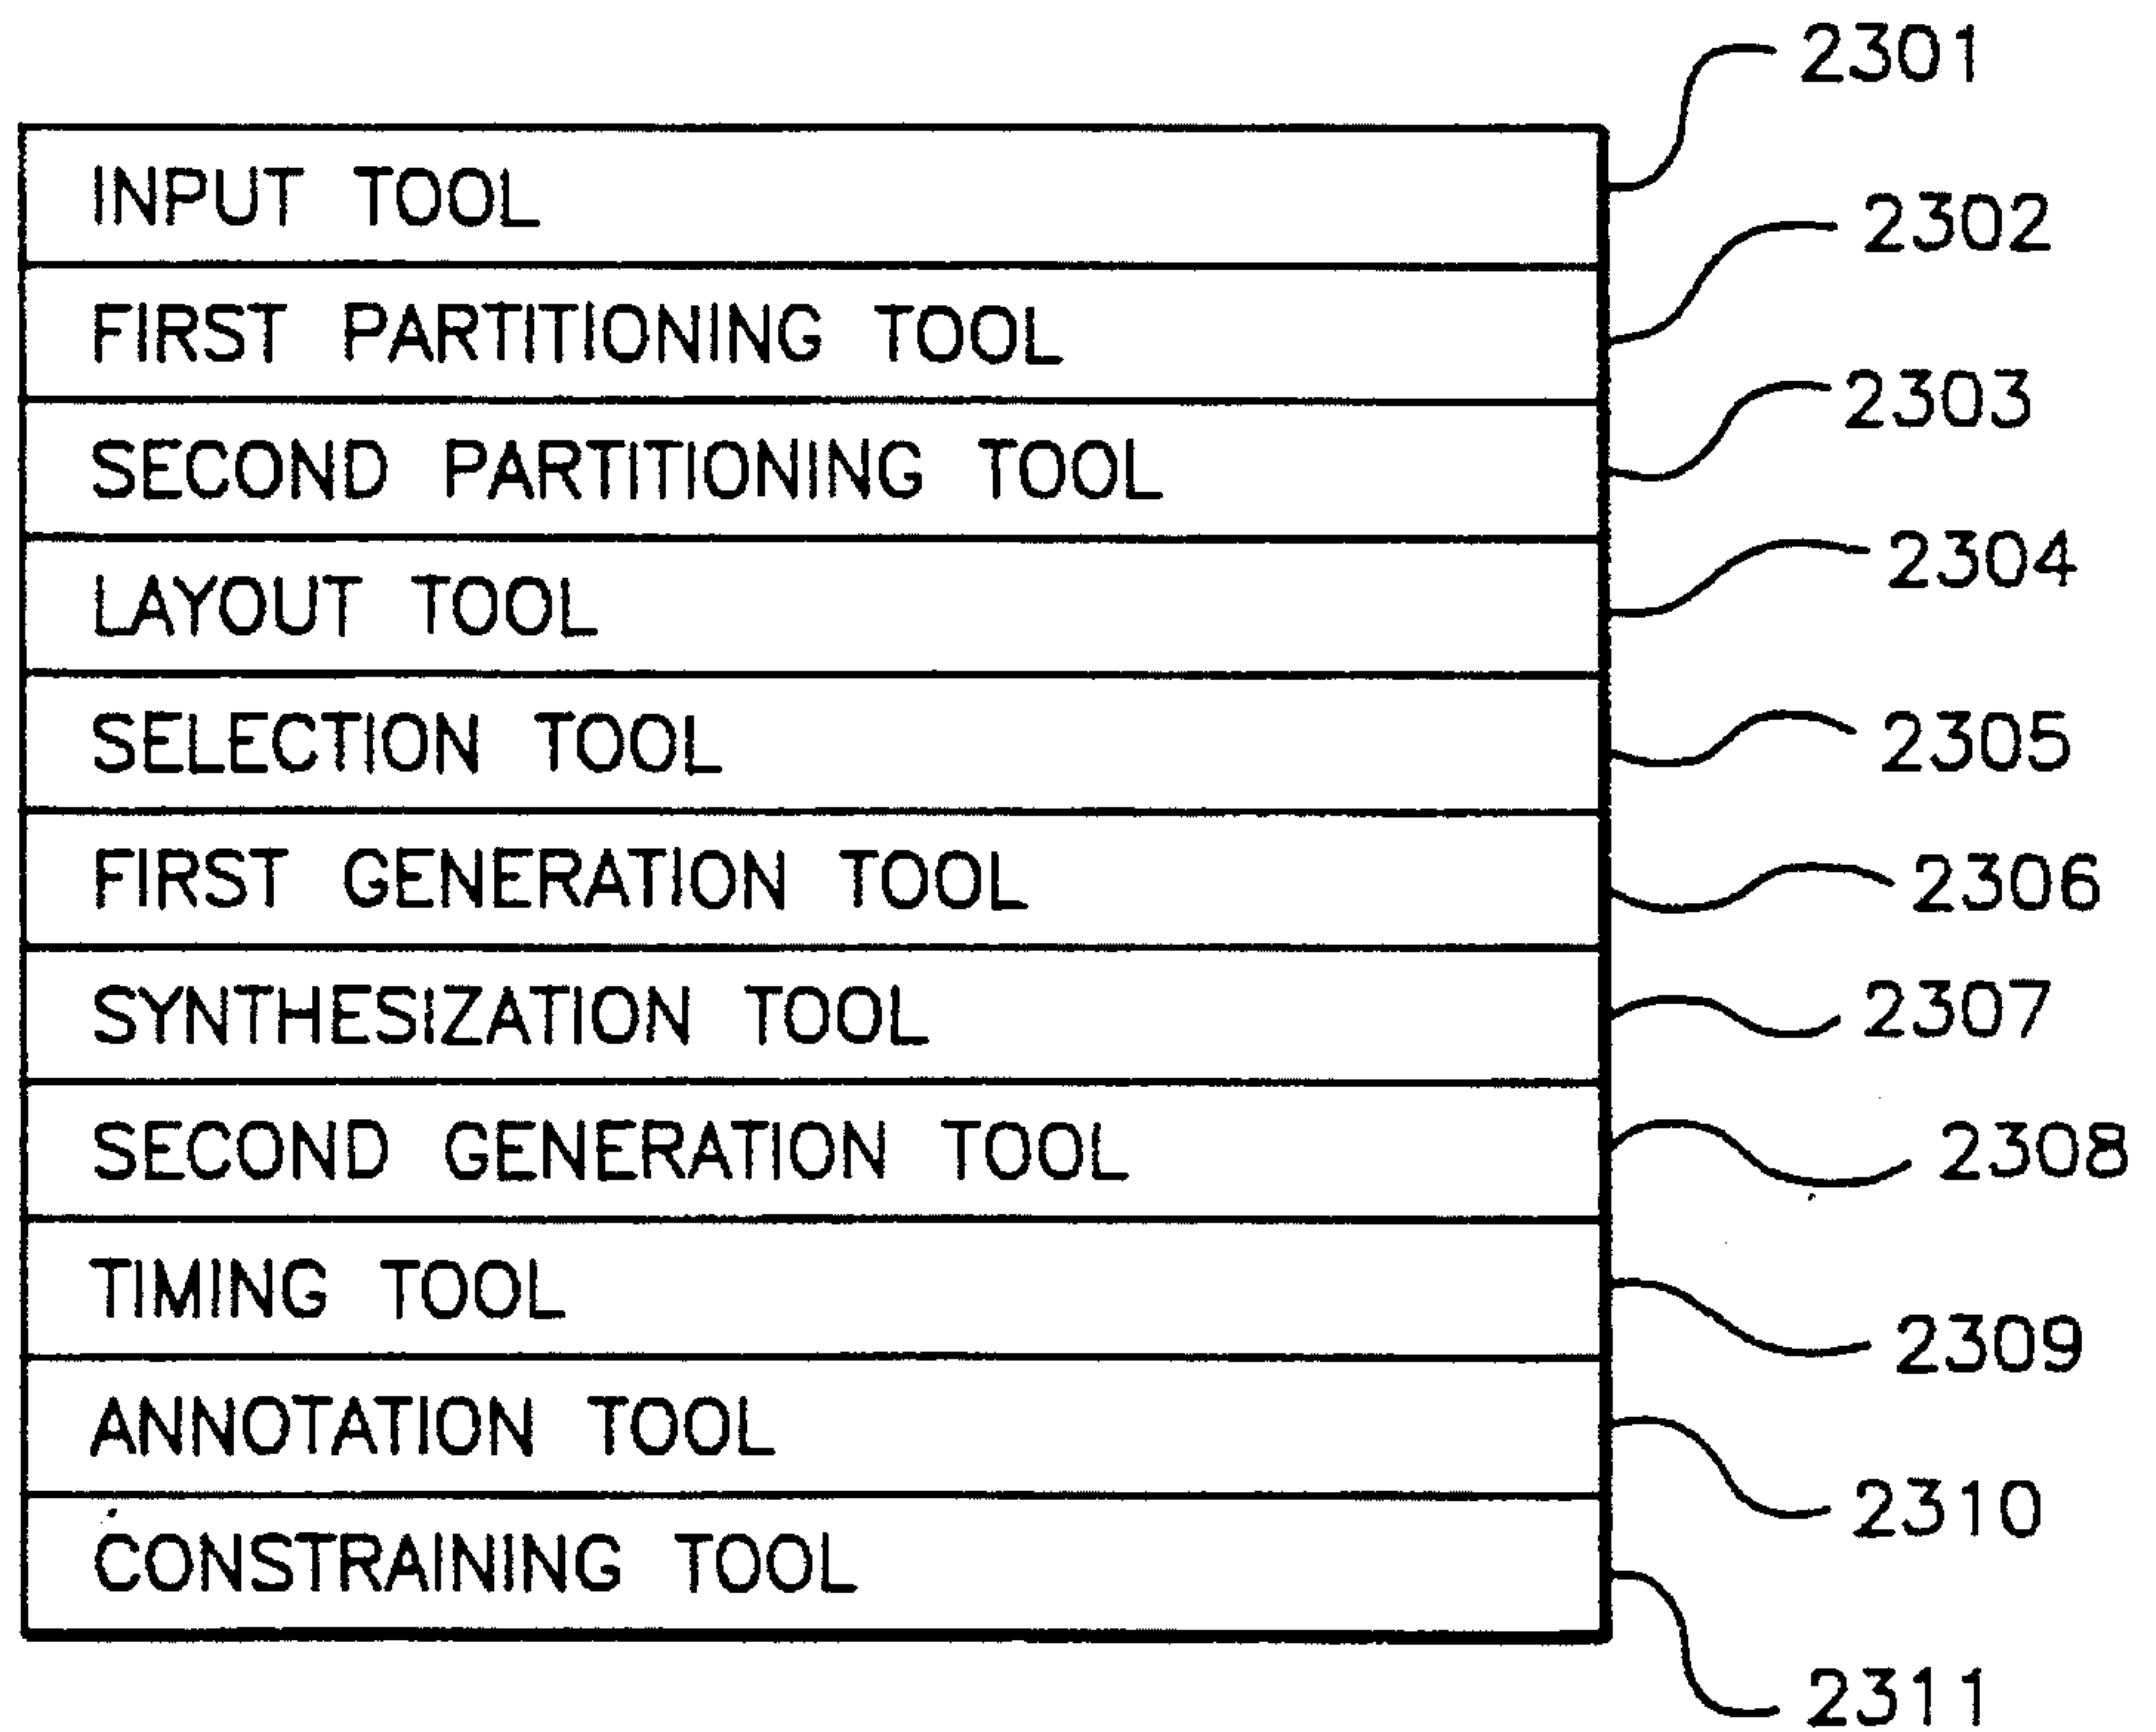 2301
INPUT TOOL
2302
FIRST PARTITIONING TOOL
2303
SECOND PARTITIONING TOOL
2304
LAYOUT TOOL
2305
SELECTION TOOL
2306
FIRST GENERATION TOOL
2307
SYNTHESIZATION TOOL
2308
SECOND GENERATION TOOL
2309
TIMING TOOL
2310
ANNOTATION TOOL
2311
CONSTRAINING TOOL